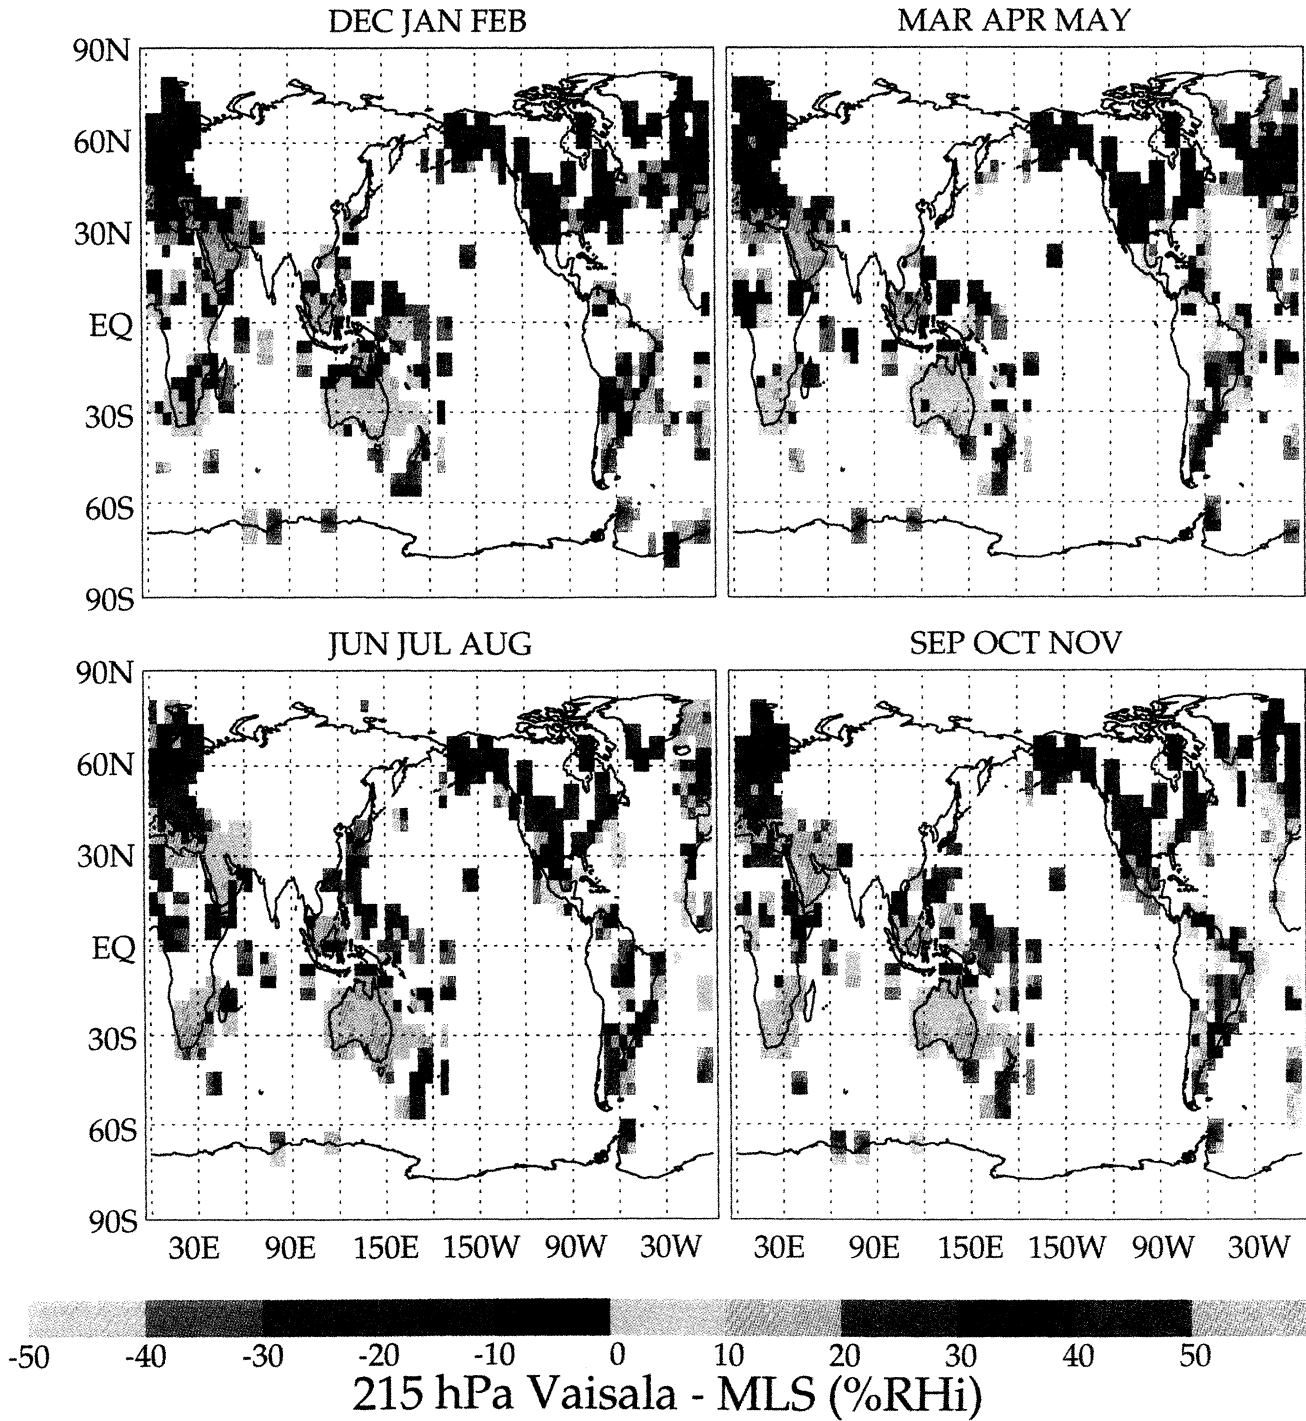 DEC JAN FEB
MAR APR MAY
90N
60N
30N
EQ
30S
60S
90S
JUN JUL AUG
SEP OCT NOV
90N
60N
30N
EQ
30S
60S
90S
30E 90E 150E 150W 90W 30W
30E 90E 150E 150W 90W 30W
-50 -40 -30 -20 -10 0 10 20 30 40 50
215 hPa Vaisala - MLS (%RHi)